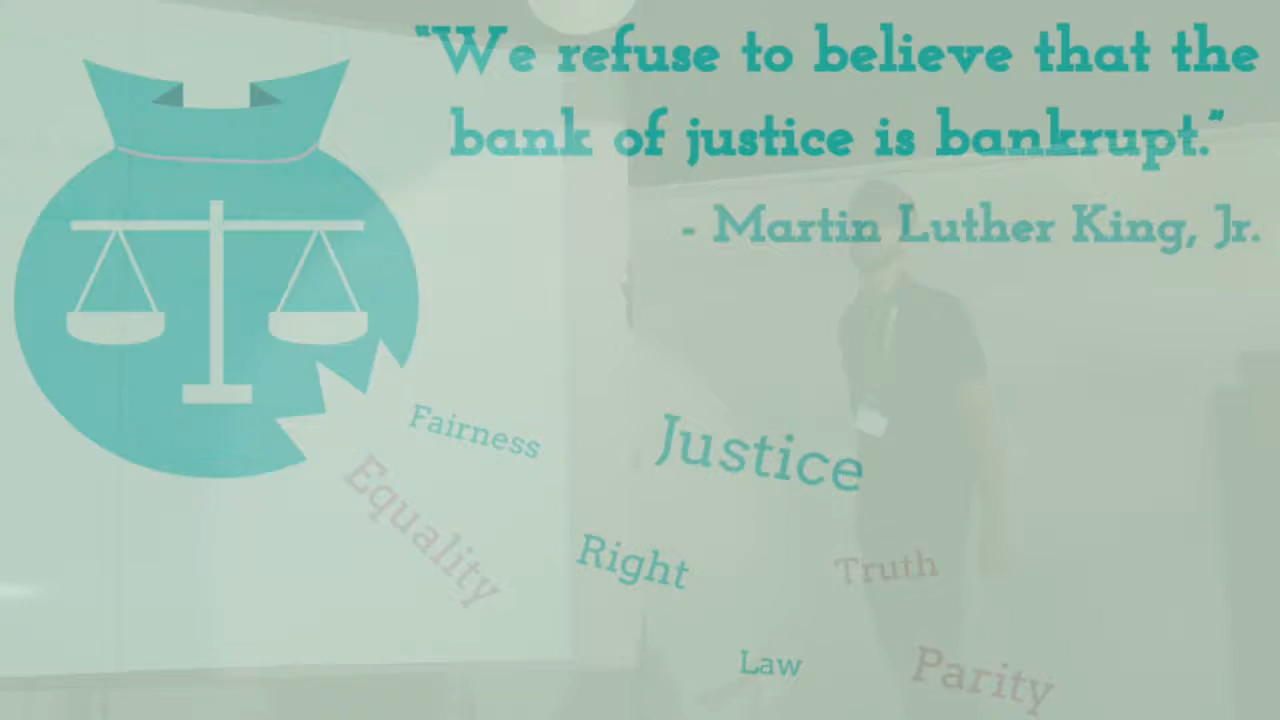 “We refuse to believe that the
bank of justice is bankrupt.”
- Martin Luther King, Jr.
Fairness
Justice
Equality
Right
Truth
Law
Parity